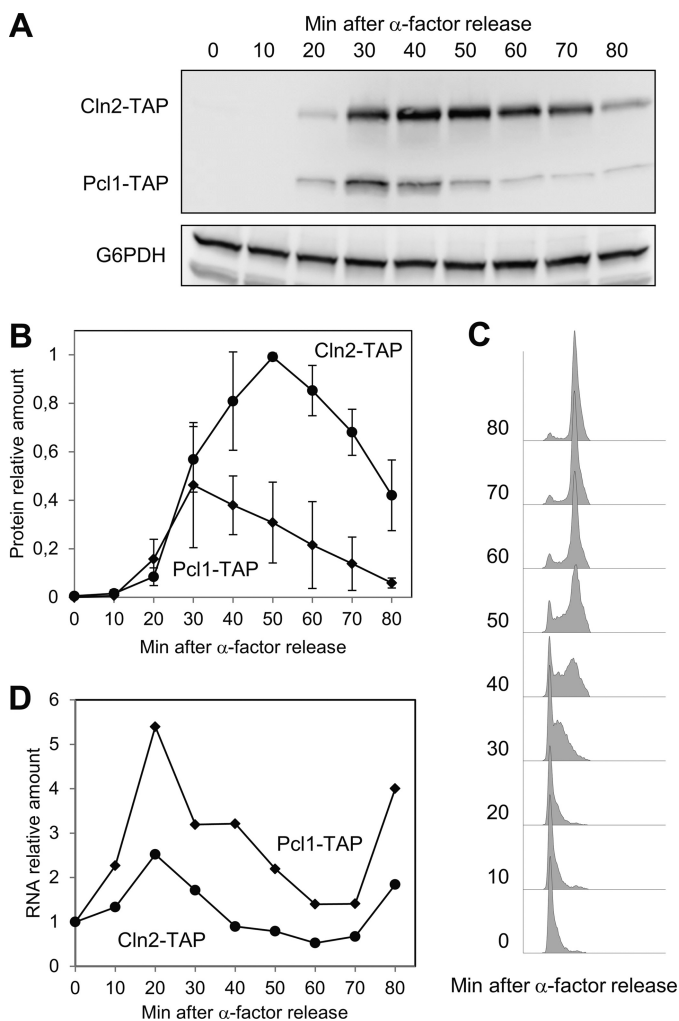 A
Min after α-factor release
0 10 20 30 40 50 60 70 80
Cln2-TAP
Pcl1-TAP
G6PDH
B
Protein relative amount
1
0,8
0,6
0,4
0,2
0
Cln2-TAP
Pcl1-TAP
0 10 20 30 40 50 60 70 80
Min after α-factor release
C
80
70
60
50
40
30
20
10
0
Min after α-factor release
D
RNA relative amount
6
5
4
3
2
1
0
Pcl1-TAP
Cln2-TAP
0 10 20 30 40 50 60 70 80
Min after α-factor release